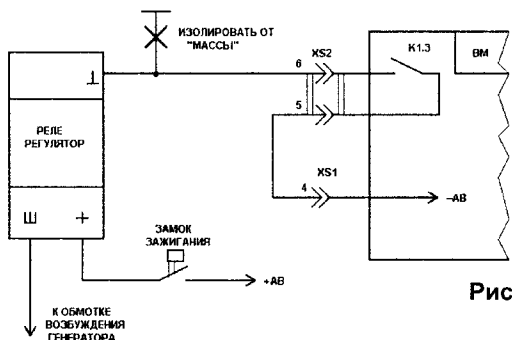 ИЗОЛИРОВАТЬ ОТ
"МАССЫ"
XS2
К1.3
ВМ
6
5
РЕЛЕ
РЕГУЛЯТОР
XS1
4
–АВ
Ш +
ЗАМОК
ЗАЖИГАНИЯ
+АВ
Рис
К ОБМОТКЕ
ВОЗБУЖДЕНИЯ
ГЕНЕРАТОРА